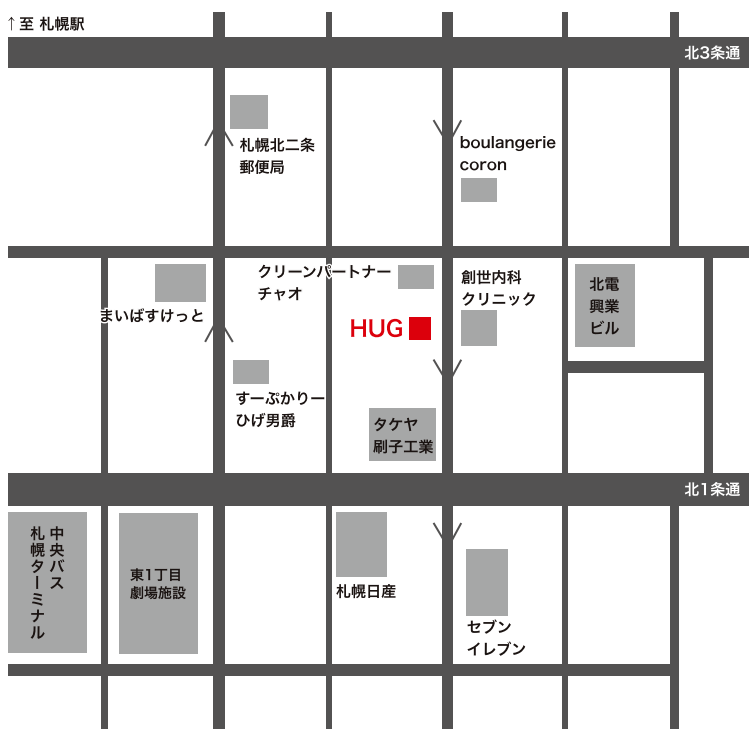 ↑至 札幌駅
北3条通
札幌北二条
郵便局
boulangerie
coron
クリーンパートナー
チャオ
創世内科
クリニック
北電
興業
ビル
まいばすけっと
HUG
すーぷかりー
ひげ男爵
タケヤ
刷子工業
北1条通
中央バス
札幌ターミナル
東1丁目
劇場施設
札幌日産
セブン
イレブン